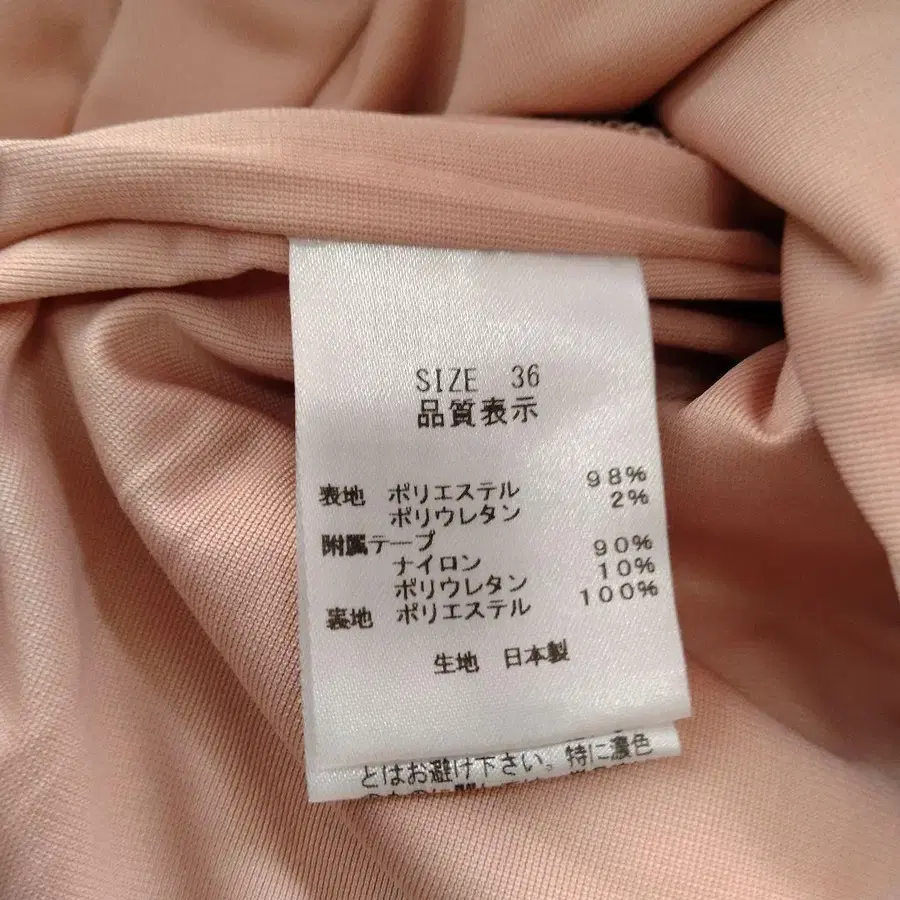 SIZE 36
品質表示
表地 ポリエステル 98%
ポリウレタン 2%
附属テープ
ナイロン 90%
ポリウレタン 10%
裏地 ポリエステル 100%
生地 日本製
とはお避け下さい。特に濃色